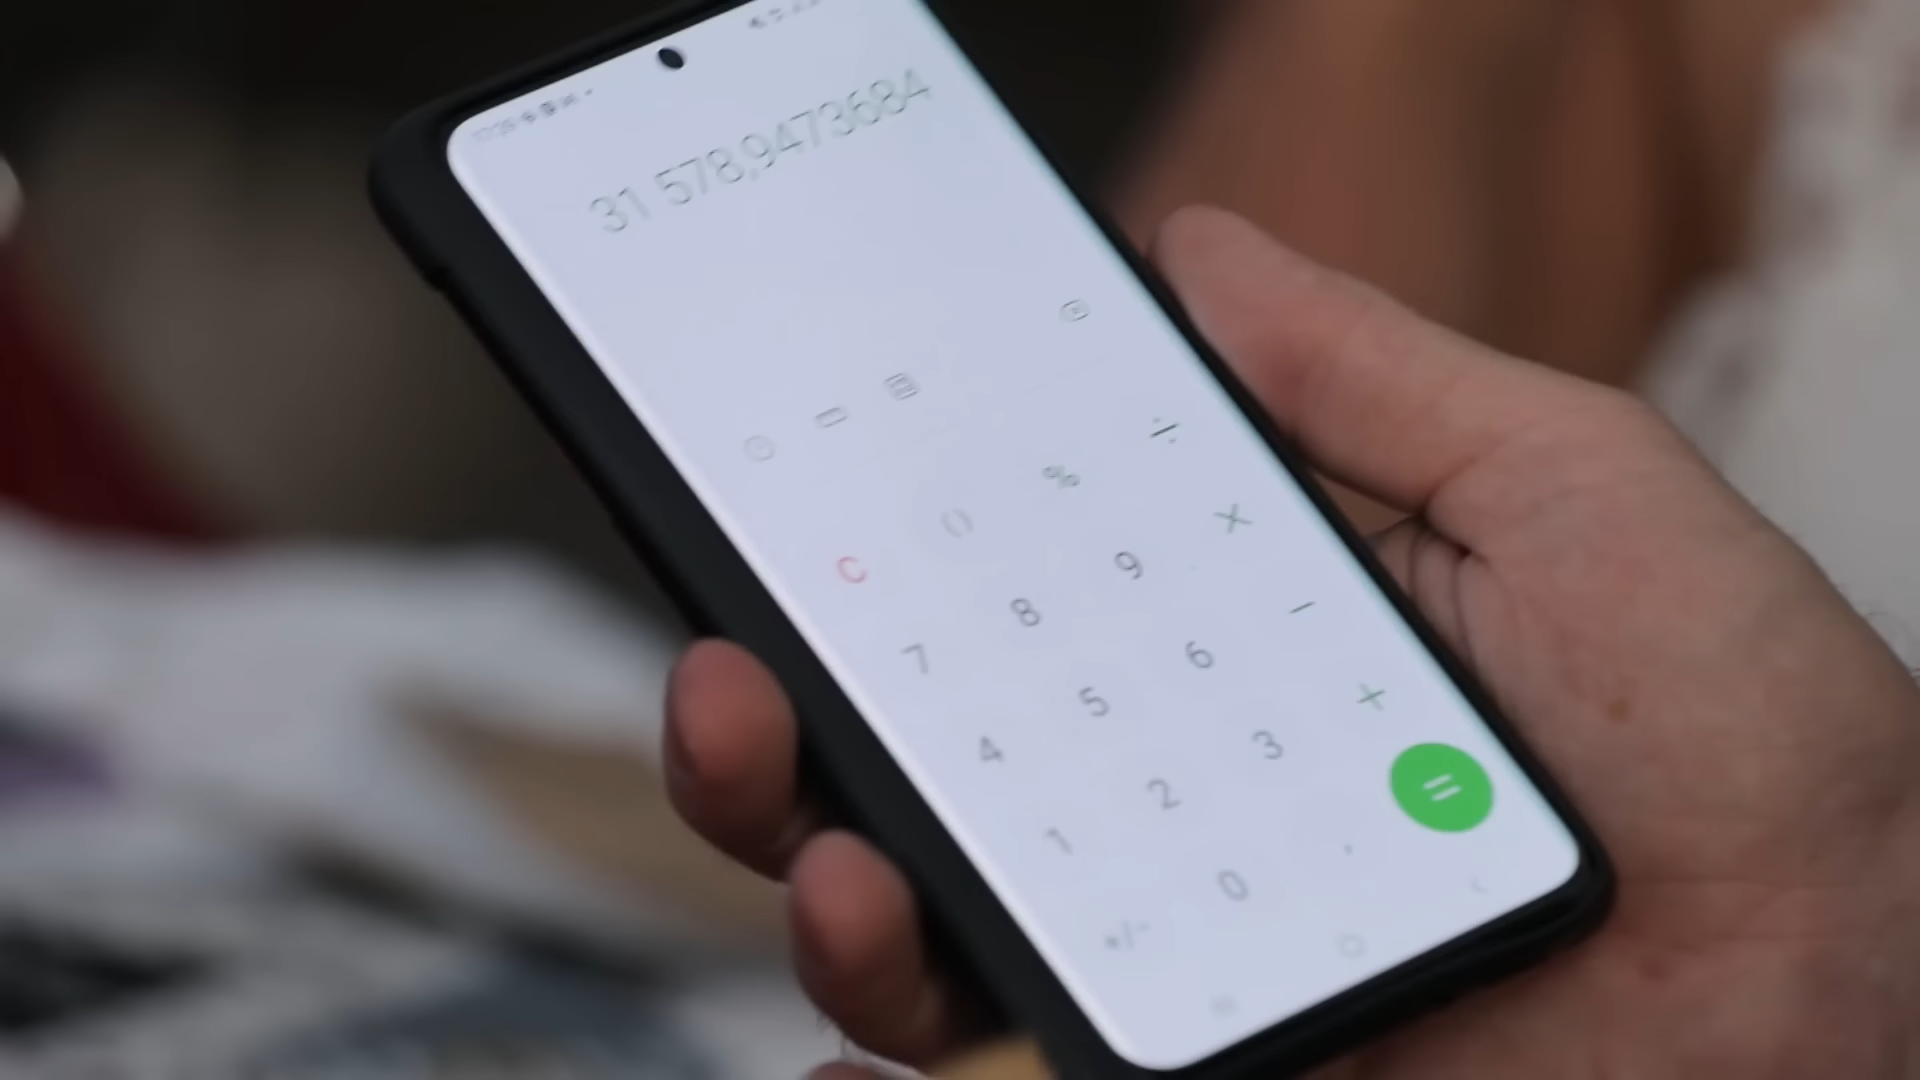 31 578,9473684
C () % ÷
7 8 9 ×
4 5 6 −
1 2 3 +
+/− 0 . =